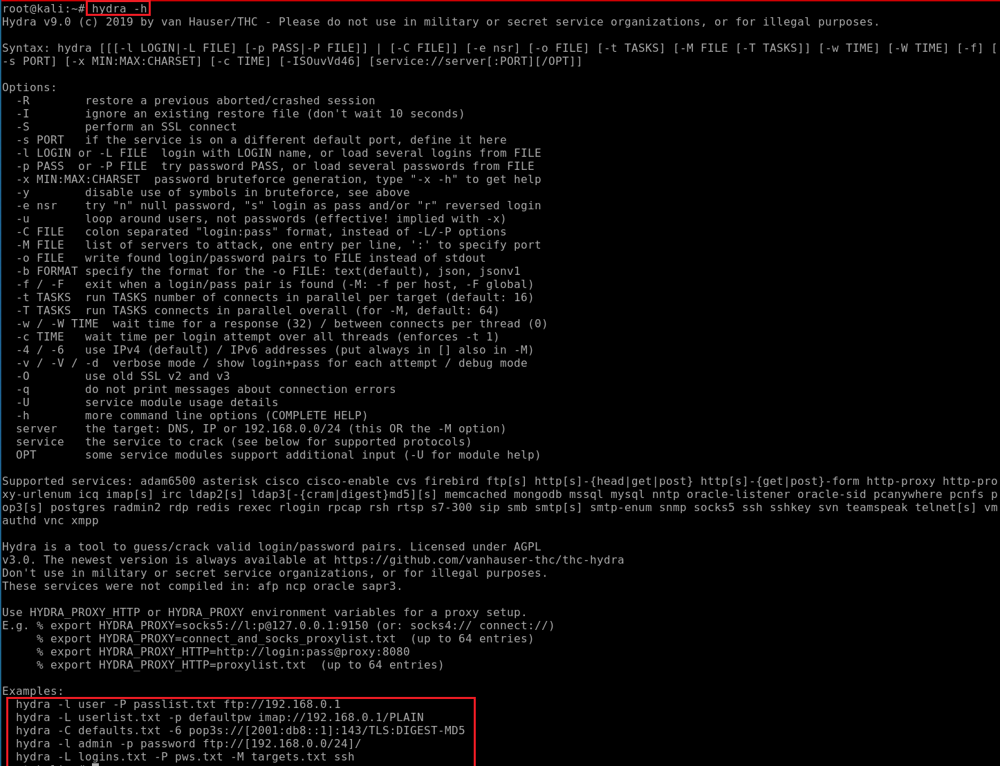 root@kali:~# hydra -h
Hydra v9.0 (c) 2019 by van Hauser/THC - Please do not use in military or secret service organizations, or for illegal purposes.

Syntax: hydra [[[-l LOGIN|-L FILE] [-p PASS|-P FILE]] | [-C FILE]] [-e nsr] [-o FILE] [-t TASKS] [-M FILE [-T TASKS]] [-w TIME] [-W TIME] [-f] [
-s PORT] [-x MIN:MAX:CHARSET] [-c TIME] [-ISOuvVd46] [service://server[:PORT][/OPT]]

Options:
  -R        restore a previous aborted/crashed session
  -I        ignore an existing restore file (don't wait 10 seconds)
  -S        perform an SSL connect
  -s PORT   if the service is on a different default port, define it here
  -l LOGIN or -L FILE  login with LOGIN name, or load several logins from FILE
  -p PASS  or -P FILE  try password PASS, or load several passwords from FILE
  -x MIN:MAX:CHARSET  password bruteforce generation, type "-x -h" to get help
  -y        disable use of symbols in bruteforce, see above
  -e nsr    try "n" null password, "s" login as pass and/or "r" reversed login
  -u        loop around users, not passwords (effective! implied with -x)
  -C FILE   colon separated "login:pass" format, instead of -L/-P options
  -M FILE   list of servers to attack, one entry per line, ':' to specify port
  -o FILE   write found login/password pairs to FILE instead of stdout
  -b FORMAT specify the format for the -o FILE: text(default), json, jsonv1
  -f / -F   exit when a login/pass pair is found (-M: -f per host, -F global)
  -t TASKS  run TASKS number of connects in parallel per target (default: 16)
  -T TASKS  run TASKS connects in parallel overall (for -M, default: 64)
  -w / -W TIME  wait time for a response (32) / between connects per thread (0)
  -c TIME   wait time per login attempt over all threads (enforces -t 1)
  -4 / -6   use IPv4 (default) / IPv6 addresses (put always in [] also in -M)
  -v / -V / -d  verbose mode / show login+pass for each attempt / debug mode
  -O        use old SSL v2 and v3
  -q        do not print messages about connection errors
  -U        service module usage details
  -h        more command line options (COMPLETE HELP)
  server    the target: DNS, IP or 192.168.0.0/24 (this OR the -M option)
  service   the service to crack (see below for supported protocols)
  OPT       some service modules support additional input (-U for module help)

Supported services: adam6500 asterisk cisco cisco-enable cvs firebird ftp[s] http[s]-{head|get|post} http[s]-{get|post}-form http-proxy http-pro
xy-urlenum icq imap[s] irc ldap2[s] ldap3[-{cram|digest}md5][s] memcached mongodb mssql mysql nntp oracle-listener oracle-sid pcanywhere pcnfs p
op3[s] postgres radmin2 rdp redis rexec rlogin rpcap rsh rtsp s7-300 sip smb smtp[s] smtp-enum snmp socks5 ssh sshkey svn teamspeak telnet[s] vm
authd vnc xmpp

Hydra is a tool to guess/crack valid login/password pairs. Licensed under AGPL
v3.0. The newest version is always available at https://github.com/vanhauser-thc/thc-hydra
Don't use in military or secret service organizations, or for illegal purposes.
These services were not compiled in: afp ncp oracle sapr3.

Use HYDRA_PROXY_HTTP or HYDRA_PROXY environment variables for a proxy setup.
E.g. % export HYDRA_PROXY=socks5://l:p@127.0.0.1:9150 (or: socks4:// connect://)
     % export HYDRA_PROXY=connect_and_socks_proxylist.txt  (up to 64 entries)
     % export HYDRA_PROXY_HTTP=http://login:pass@proxy:8080
     % export HYDRA_PROXY_HTTP=proxylist.txt  (up to 64 entries)

Examples:
  hydra -l user -P passlist.txt ftp://192.168.0.1
  hydra -L userlist.txt -p defaultpw imap://192.168.0.1/PLAIN
  hydra -C defaults.txt -6 pop3s://[2001:db8::1]:143/TLS:DIGEST-MD5
  hydra -l admin -p password ftp://[192.168.0.0/24]/
  hydra -L logins.txt -P pws.txt -M targets.txt ssh